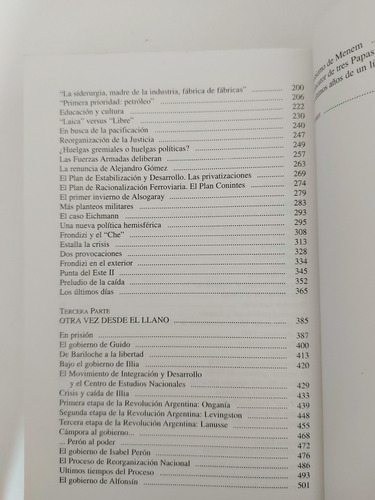 "La siderurgia, madre de la industria, fábrica de fábricas" ........ 200
"Primera prioridad: petróleo" ........ 206
Educación y cultura ........ 222
"Laica" versus "Libre" ........ 230
En busca de la pacificación ........ 240
Reorganización de la Justicia ........ 247
¿Huelgas gremiales o huelgas políticas? ........ 249
Las Fuerzas Armadas deliberan ........ 257
La renuncia de Alejandro Gómez ........ 263
El Plan de Estabilización y Desarrollo. Las privatizaciones ........ 269
El Plan de Racionalización Ferroviaria. El Plan Conintes ........ 274
El primer invierno de Alsogaray ........ 279
Más planteos militares ........ 283
El caso Eichmann ........ 293
Una nueva política hemisférica ........ 295
Frondizi y el "Che" ........ 308
Estalla la crisis ........ 313
Dos provocaciones ........ 328
Frondizi en el exterior ........ 334
Punta del Este II ........ 345
Preludio de la caída ........ 352
Los últimos días ........ 365
TERCERA PARTE
OTRA VEZ DESDE EL LLANO ........ 385
En prisión ........ 387
El gobierno de Guido ........ 400
De Bariloche a la libertad ........ 413
Bajo el gobierno de Illia ........ 420
El Movimiento de Integración y Desarrollo
y el Centro de Estudios Nacionales ........ 429
Crisis y caída de Illia ........ 433
Primera etapa de la Revolución Argentina: Onganía ........ 439
Segunda etapa de la Revolución Argentina: Levingston ........ 448
Tercera etapa de la Revolución Argentina: Lanusse ........ 455
Cámpora al gobierno... ........ 468
... Perón al poder ........ 472
El gobierno de Isabel Perón ........ 476
El Proceso de Reorganización Nacional ........ 486
Ultimos tiempos del Proceso ........ 493
El gobierno de Alfonsín ........ 501
de Menem
de tres Papas
años de un